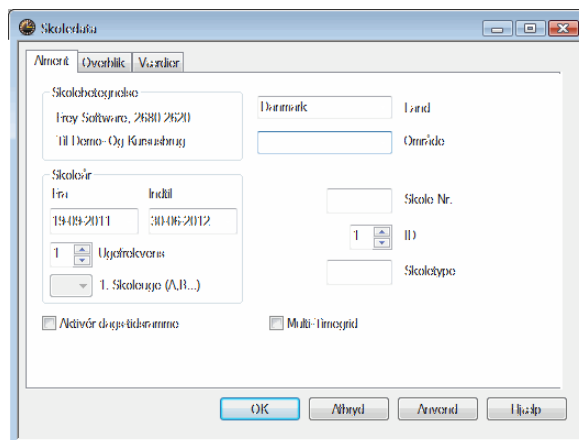 Skoledata
Alment Overblik Værdier
Skolebetegnelse
Frey Software, 2680 2620
Til Demo- Og Kursusbrug
Danmark Land
Område
Skoleår
Fra Indtil
19-09-2011 30-06-2012
Skole Nr.
1 Ugefrekvens
1 ID
1. Skoleuge (A,B...)
Skoletype
Aktivér dags-tidsramme Multi-Timegrid
OK Afbryd Anvend Hjælp